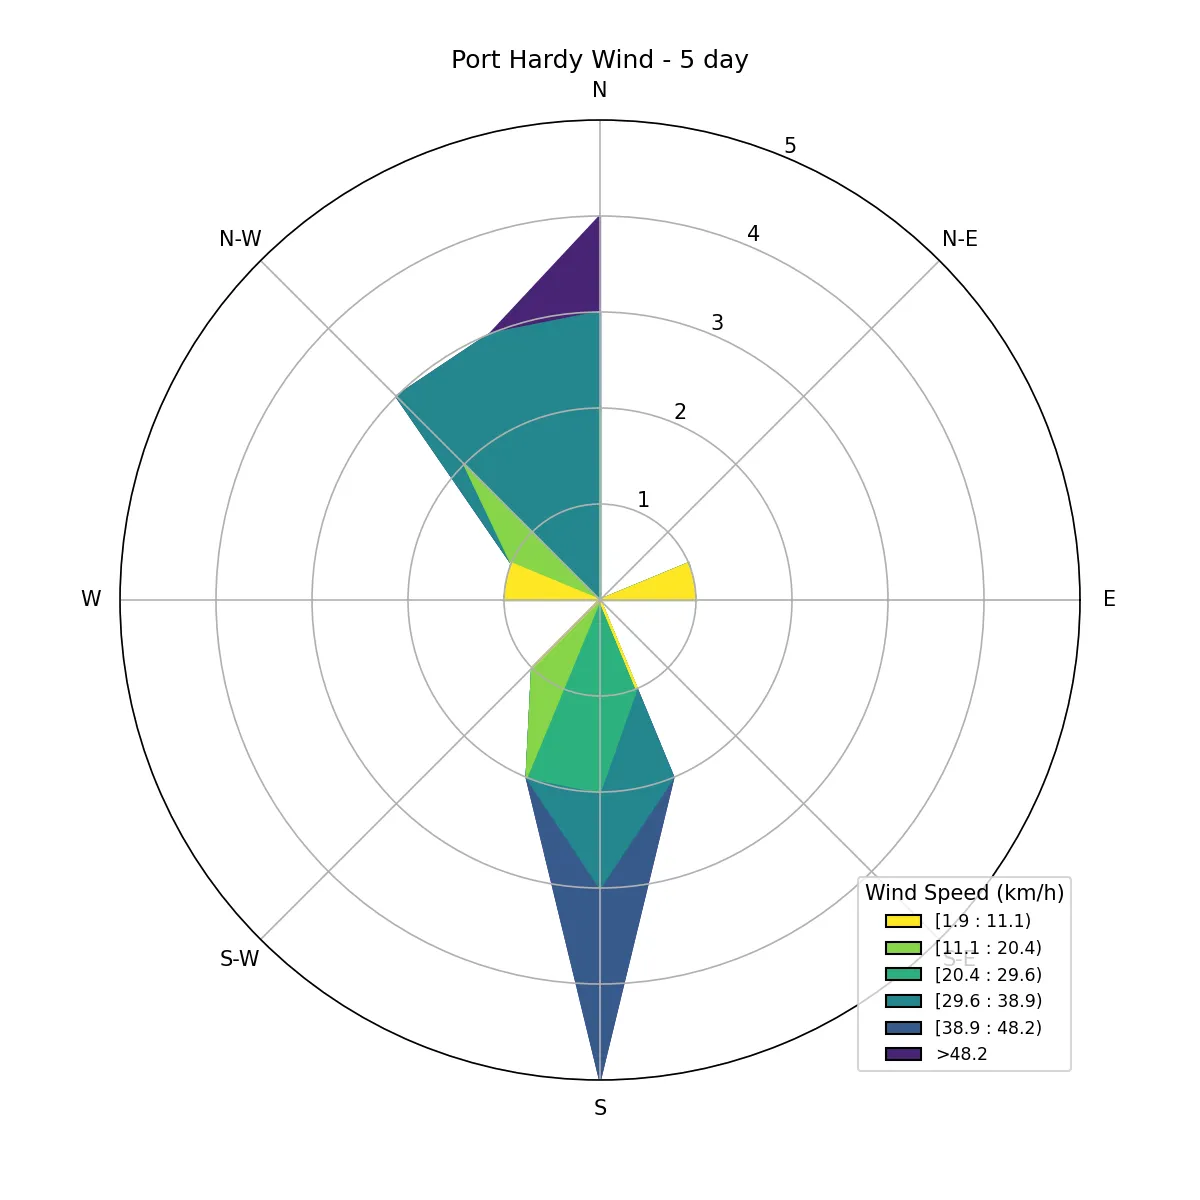 Port Hardy Wind - 5 day
N
5
N-W
N-E
4
3
2
1
W
E
Wind Speed (km/h)
[1.9 : 11.1)
[11.1 : 20.4)
S-W
S-E
[20.4 : 29.6)
[29.6 : 38.9)
[38.9 : 48.2)
>48.2
S